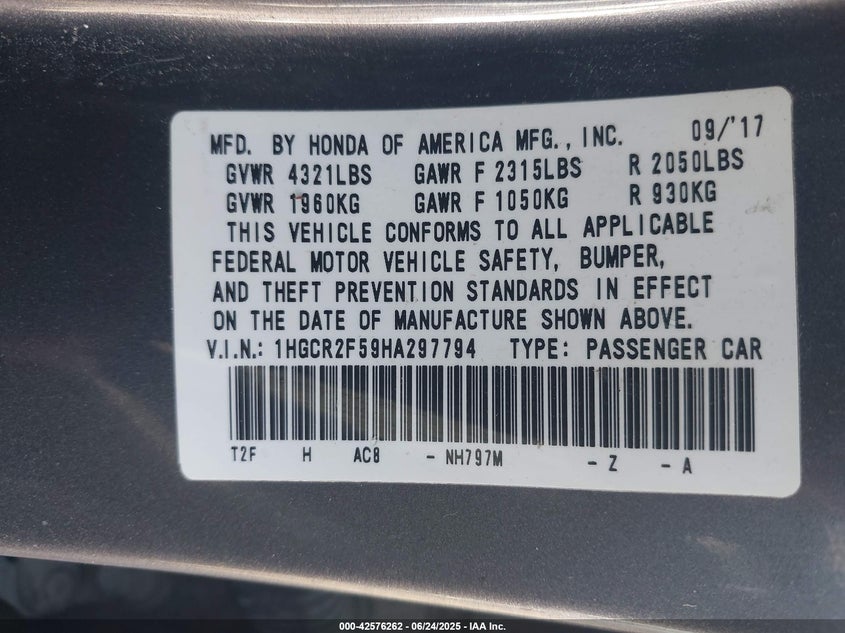 MFD. BY HONDA OF AMERICA MFG., INC. 09/'17
GVWR 4321LBS GAWR F 2315LBS R 2050LBS
GVWR 1960KG GAWR F 1050KG R 930KG
THIS VEHICLE CONFORMS TO ALL APPLICABLE
FEDERAL MOTOR VEHICLE SAFETY, BUMPER,
AND THEFT PREVENTION STANDARDS IN EFFECT
ON THE DATE OF MANUFACTURE SHOWN ABOVE.
V.I.N.: 1HGCR2F59HA297794 TYPE: PASSENGER CAR
T2F H AC8 - NH797M - Z - A
000-42576262 - 06/24/2025 - IAA Inc.